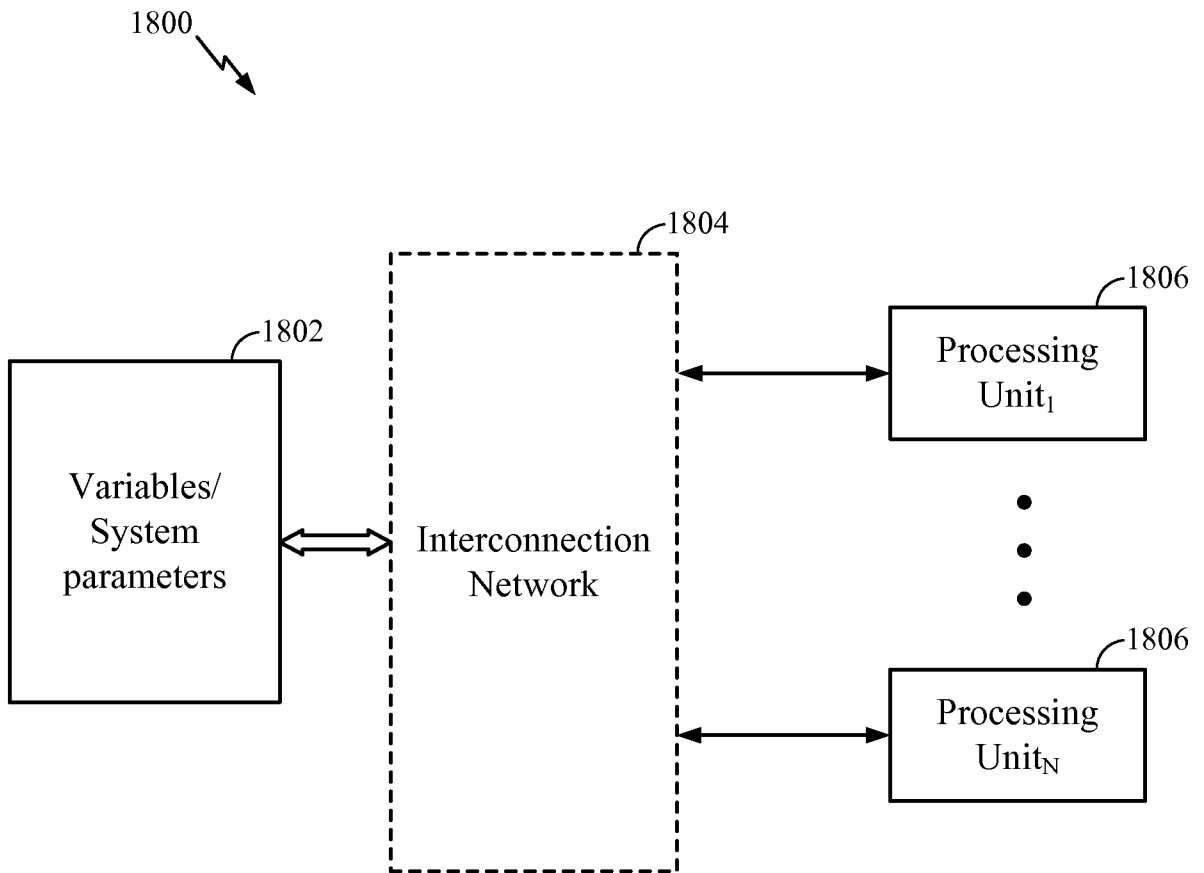 1800
1804
1806
Processing
Unit1
1802
Variables/
System
parameters
Interconnection
Network
1806
Processing
UnitN